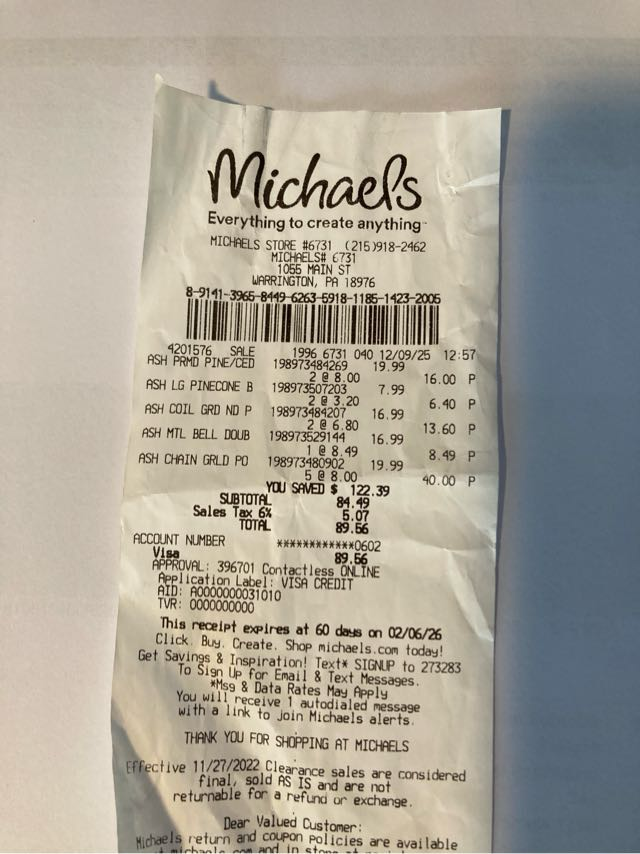 Michaels
Everything to create anything™
MICHAELS STORE #6731 (215)918-2462
MICHAELS# 6731
1055 MAIN ST
WARRINGTON, PA 18976
8-9141-3965-8449-6263-5918-1185-1423-2005
4201576 SALE 1996 6731 040 12/09/25 12:57
ASH PRMD PINE/CED 198973484269 19.99
2 @ 8.00 16.00 P
ASH LG PINECONE B 198973507203 7.99
2 @ 3.20 6.40 P
ASH COIL GRD ND P 198973484207 16.99
2 @ 6.80 13.60 P
ASH MTL BELL DOUB 198973529144 16.99
1 @ 8.49 8.49 P
ASH CHAIN GRLD PO 198973480902 19.99
5 @ 8.00 40.00 P
YOU SAVED $ 122.39
SUBTOTAL 84.49
Sales Tax 6% 5.07
TOTAL 89.56
ACCOUNT NUMBER ************0602
Visa 89.56
APPROVAL: 396701 Contactless ONLINE
Application Label: VISA CREDIT
AID: A0000000031010
TVR: 0000000000
This receipt expires at 60 days on 02/06/26
Click. Buy. Create. Shop michaels.com today!
Get Savings & Inspiration! Text* SIGNUP to 273283
To Sign Up for Email & Text Messages.
*Msg & Data Rates May Apply
You will receive 1 autodialed message
with a link to join Michaels alerts.
THANK YOU FOR SHOPPING AT MICHAELS
Effective 11/27/2022 Clearance sales are considered
final, sold AS IS and are not
returnable for a refund or exchange.
Dear Valued Customer:
Michaels return and coupon policies are available
michaels.com and in store